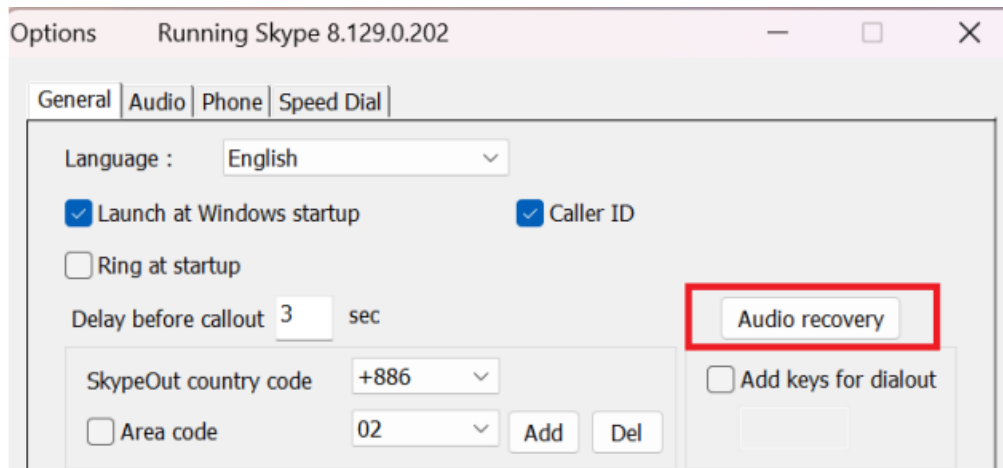 Options Running Skype 8.129.0.202
General Audio Phone Speed Dial
Language : English
Launch at Windows startup Caller ID
Ring at startup
Delay before callout 3 sec Audio recovery
SkypeOut country code +886 Add keys for dialout
Area code 02 Add Del